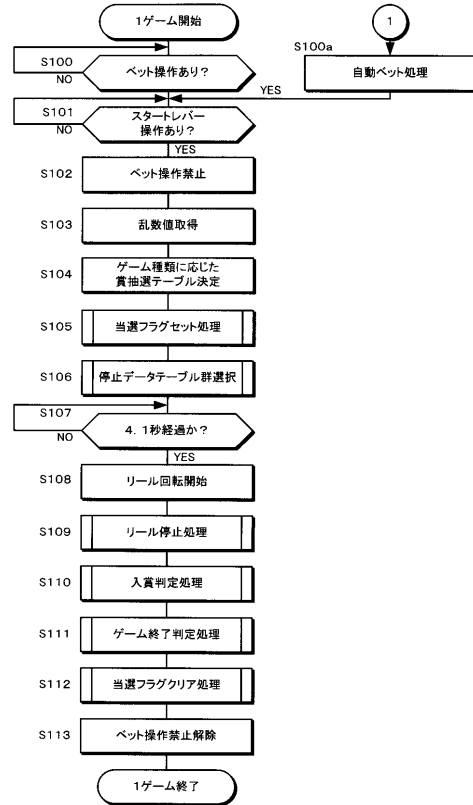 1ゲーム開始
1
S100
ベット操作あり？
NO
S100a
自動ベット処理
YES
S101
スタートレバー
操作あり？
NO
YES
S102
ベット操作禁止
S103
乱数値取得
S104
ゲーム種類に応じた
賞抽選テーブル決定
S105
当選フラグセット処理
S106
停止データテーブル群選択
S107
4．1秒経過か？
NO
YES
S108
リール回転開始
S109
リール停止処理
S110
入賞判定処理
S111
ゲーム終了判定処理
S112
当選フラグクリア処理
S113
ベット操作禁止解除
1ゲーム終了